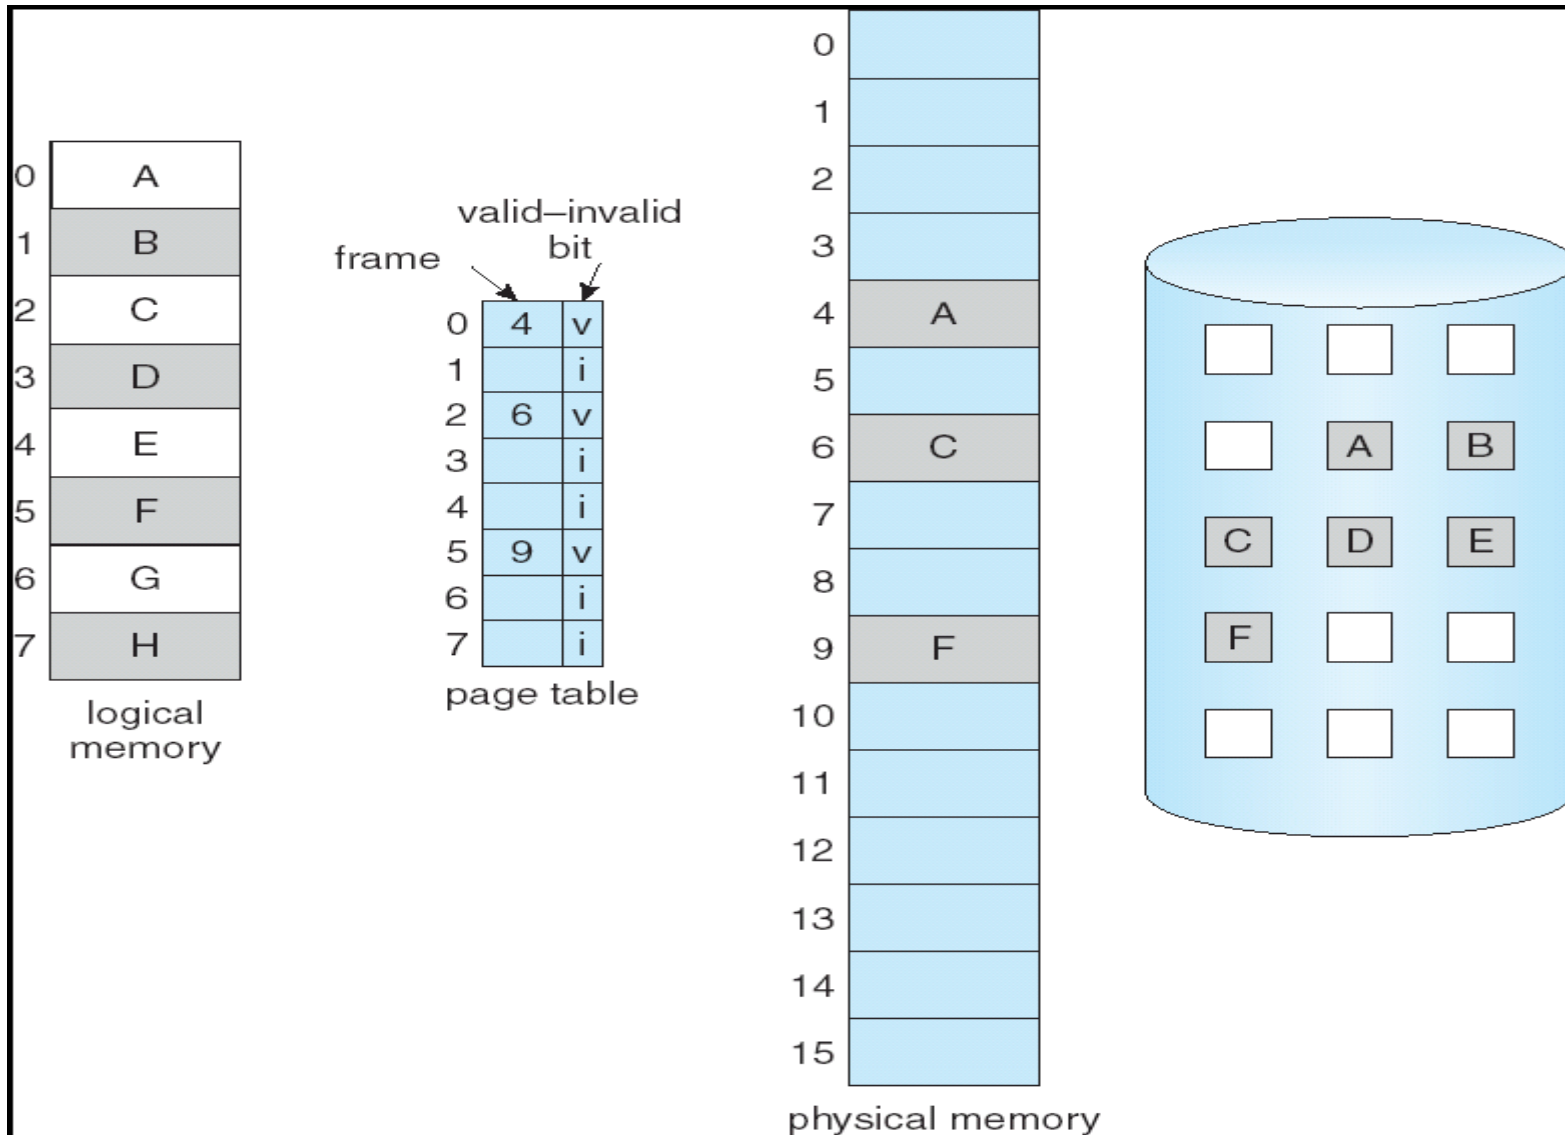 0 A
1 B
2 C
3 D
4 E
5 F
6 G
7 H
logical
memory
valid–invalid
bit
frame
0 4 v
1 i
2 6 v
3 i
4 i
5 9 v
6 i
7 i
page table
0
1
2
3
4 A
5
6 C
7
8
9 F
10
11
12
13
14
15
physical memory
A B
C D E
F